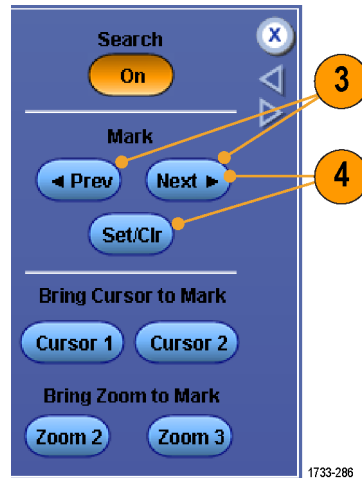 Search
X
On
3
Mark
◄ Prev
Next ►
4
Set/Clr
Bring Cursor to Mark
Cursor 1
Cursor 2
Bring Zoom to Mark
Zoom 2
Zoom 3
1733-286